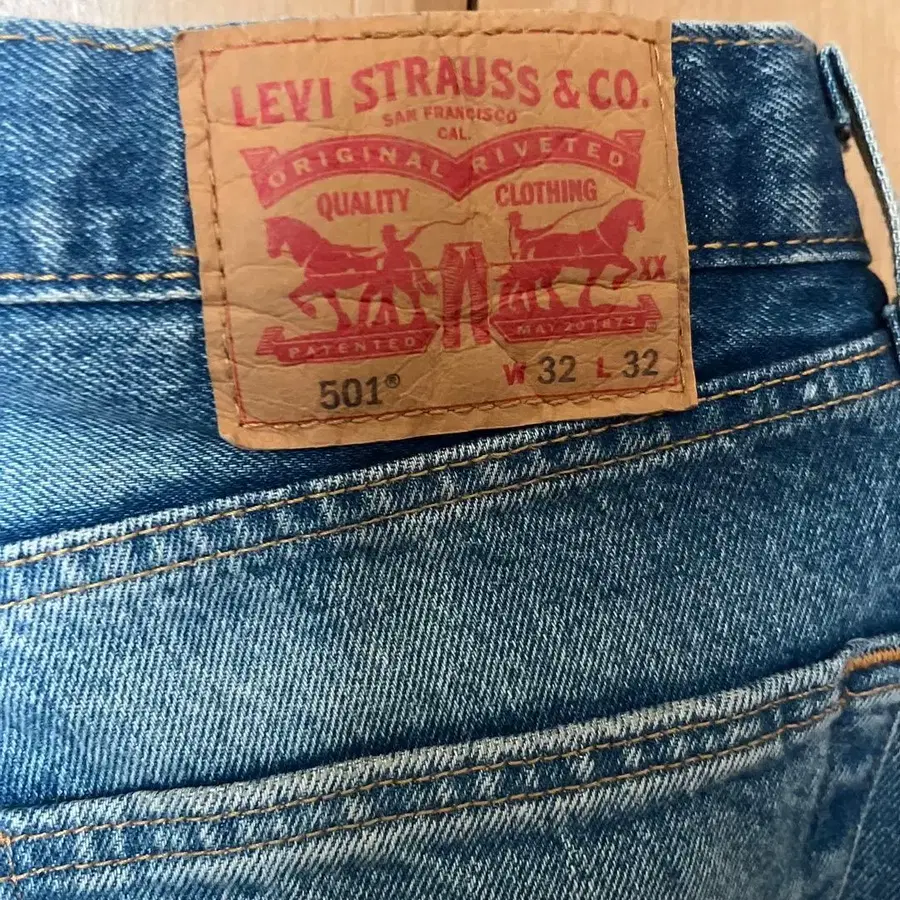 LEVI STRAUSS & CO.
SAN FRANCISCO
CAL.
ORIGINAL RIVETED
QUALITY CLOTHING
XX
PATENTED MAY 20 1873 ®
501® W 32 L 32